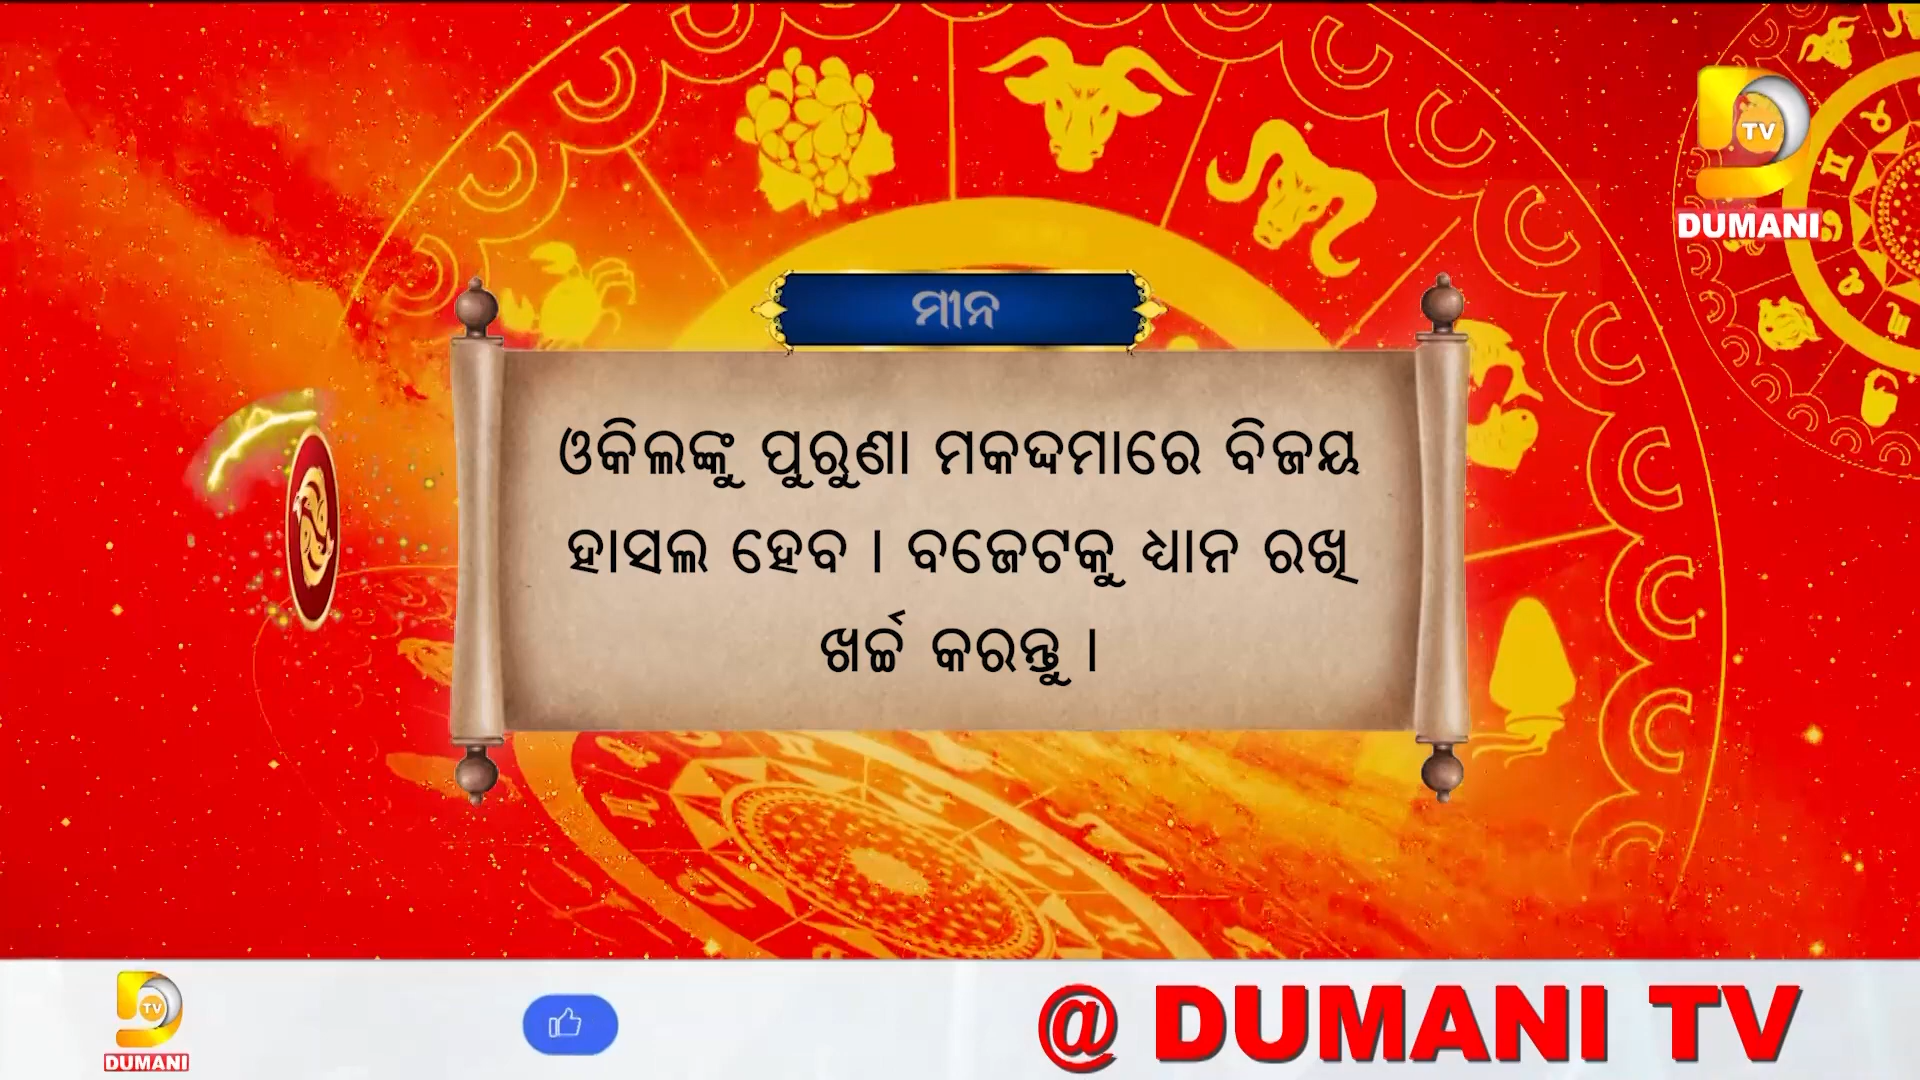 TV
DUMANI
ମୀନ
ଓକିଲଙ୍କୁ ପୁରୁଣା ମକଦ୍ଦମାରେ ବିଜୟ
ହାସଲ ହେବ । ବଜେଟକୁ ଧ୍ୟାନ ରଖି
ଖର୍ଚ୍ଚ କରନ୍ତୁ ।
TV
DUMANI
@ DUMANI TV